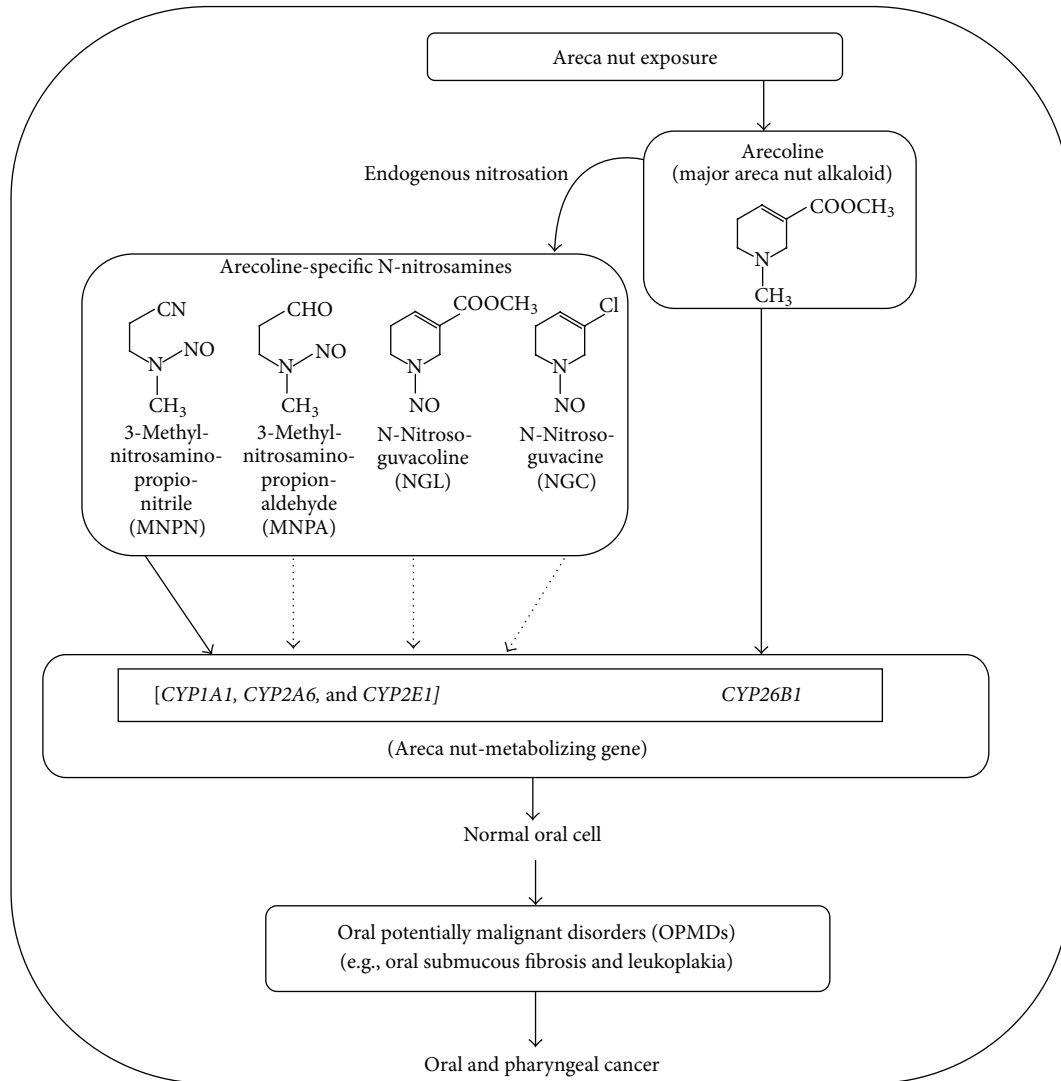 Areca nut exposure
Arecoline
(major areca nut alkaloid)
COOCH₃
N
CH₃
Endogenous nitrosation
Arecoline-specific N-nitrosamines
CN
N
NO
CH₃
3-Methyl-
nitrosamino-
propio-
nitrile
(MNPN)
CHO
N
NO
CH₃
3-Methyl-
nitrosamino-
propion-
aldehyde
(MNPA)
COOCH₃
N
NO
N-Nitroso-
guvacoline
(NGL)
Cl
N
NO
N-Nitroso-
guvacine
(NGC)
[CYP1A1, CYP2A6, and CYP2E1]
CYP26B1
(Areca nut-metabolizing gene)
Normal oral cell
Oral potentially malignant disorders (OPMDs)
(e.g., oral submucous fibrosis and leukoplakia)
Oral and pharyngeal cancer